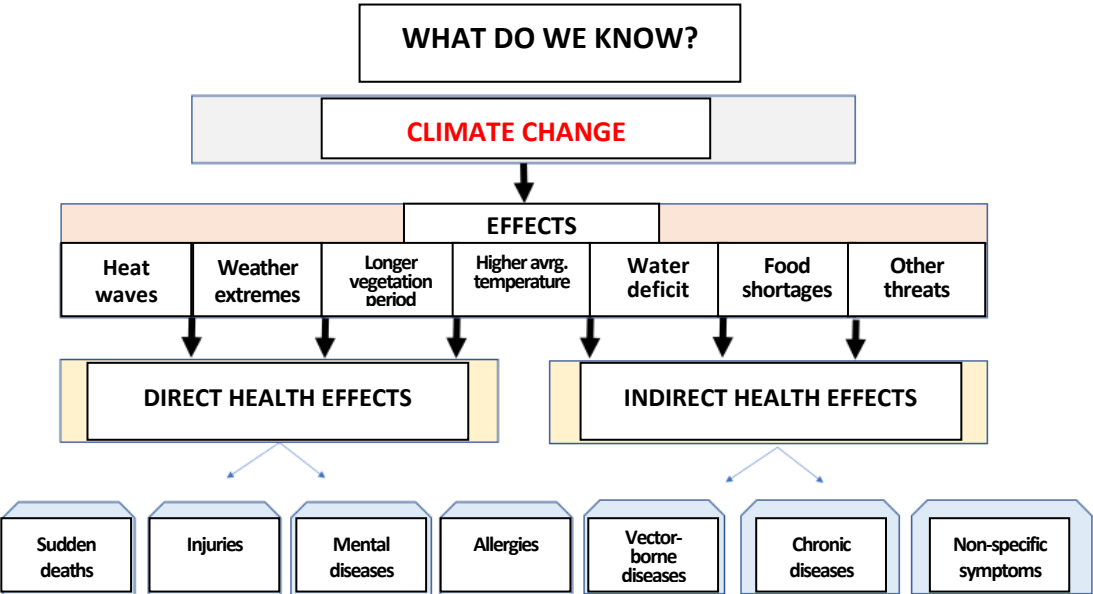 WHAT DO WE KNOW?
CLIMATE CHANGE
EFFECTS
Heat
waves
Weather
extremes
Longer
vegetation
period
Higher avrg.
temperature
Water
deficit
Food
shortages
Other
threats
DIRECT HEALTH EFFECTS
INDIRECT HEALTH EFFECTS
Sudden
deaths
Injuries
Mental
diseases
Allergies
Vector-
borne
diseases
Chronic
diseases
Non-specific
symptoms